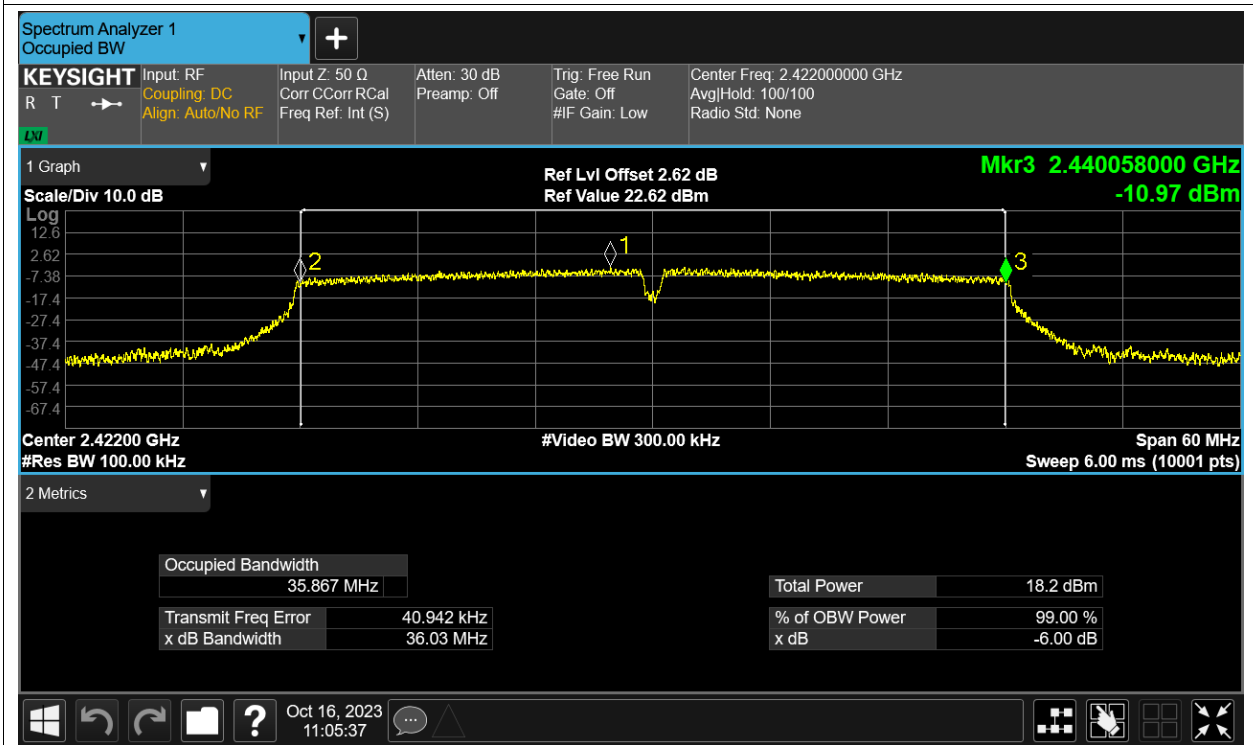 Spectrum Analyzer 1
Occupied BW
KEYSIGHT
R T
LXI
Input: RF
Coupling: DC
Align: Auto/No RF
Input Z: 50 Ω
Corr CCorr RCal
Freq Ref: Int (S)
Atten: 30 dB
Preamp: Off
Trig: Free Run
Gate: Off
#IF Gain: Low
Center Freq: 2.422000000 GHz
Avg|Hold: 100/100
Radio Std: None
1 Graph
Scale/Div 10.0 dB
Ref Lvl Offset 2.62 dB
Ref Value 22.62 dBm
Mkr3 2.440058000 GHz
-10.97 dBm
Log
12.6
2.62
-7.38
-17.4
-27.4
-37.4
-47.4
-57.4
-67.4
1
2
3
Center 2.42200 GHz
#Video BW 300.00 kHz
Span 60 MHz
#Res BW 100.00 kHz
Sweep 6.00 ms (10001 pts)
2 Metrics
Occupied Bandwidth
35.867 MHz
Total Power 18.2 dBm
Transmit Freq Error 40.942 kHz
% of OBW Power 99.00 %
x dB Bandwidth 36.03 MHz
x dB -6.00 dB
?
Oct 16, 2023
11:05:37